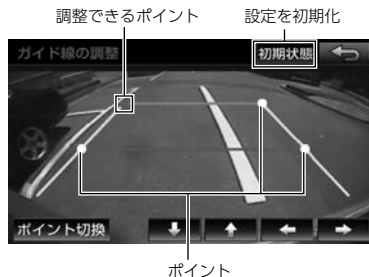 調整できるポイント
設定を初期化
ガイド線の調整
初期状態
ポイント切換
ポイント